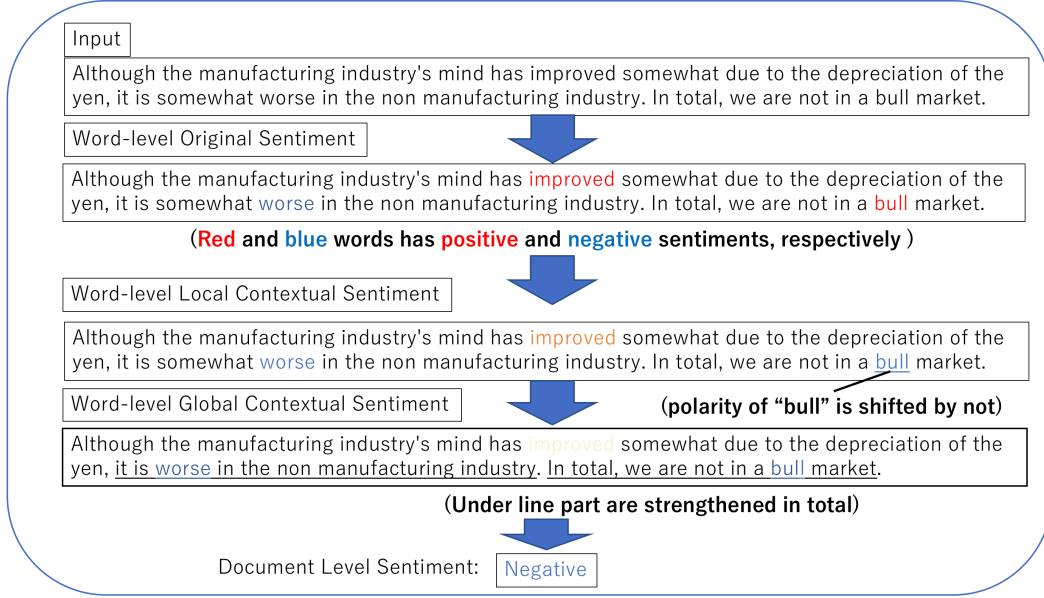 Input
Although the manufacturing industry's mind has improved somewhat due to the depreciation of the
yen, it is somewhat worse in the non manufacturing industry. In total, we are not in a bull market.
Word-level Original Sentiment
Although the manufacturing industry's mind has improved somewhat due to the depreciation of the
yen, it is somewhat worse in the non manufacturing industry. In total, we are not in a bull market.
(Red and blue words has positive and negative sentiments, respectively )
Word-level Local Contextual Sentiment
Although the manufacturing industry's mind has improved somewhat due to the depreciation of the
yen, it is somewhat worse in the non manufacturing industry. In total, we are not in a bull market.
Word-level Global Contextual Sentiment
(polarity of “bull” is shifted by not)
Although the manufacturing industry's mind has improved somewhat due to the depreciation of the
yen, it is worse in the non manufacturing industry. In total, we are not in a bull market.
(Under line part are strengthened in total)
Document Level Sentiment: Negative